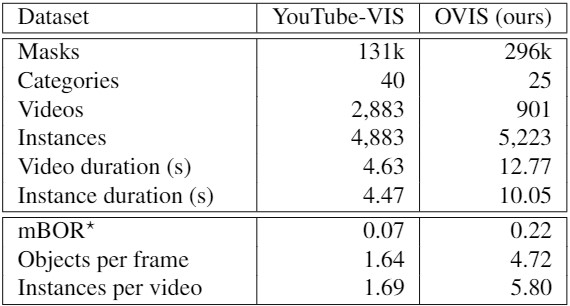 Dataset YouTube-VIS OVIS (ours)
Masks 131k 296k
Categories 40 25
Videos 2,883 901
Instances 4,883 5,223
Video duration (s) 4.63 12.77
Instance duration (s) 4.47 10.05
mBOR* 0.07 0.22
Objects per frame 1.64 4.72
Instances per video 1.69 5.80